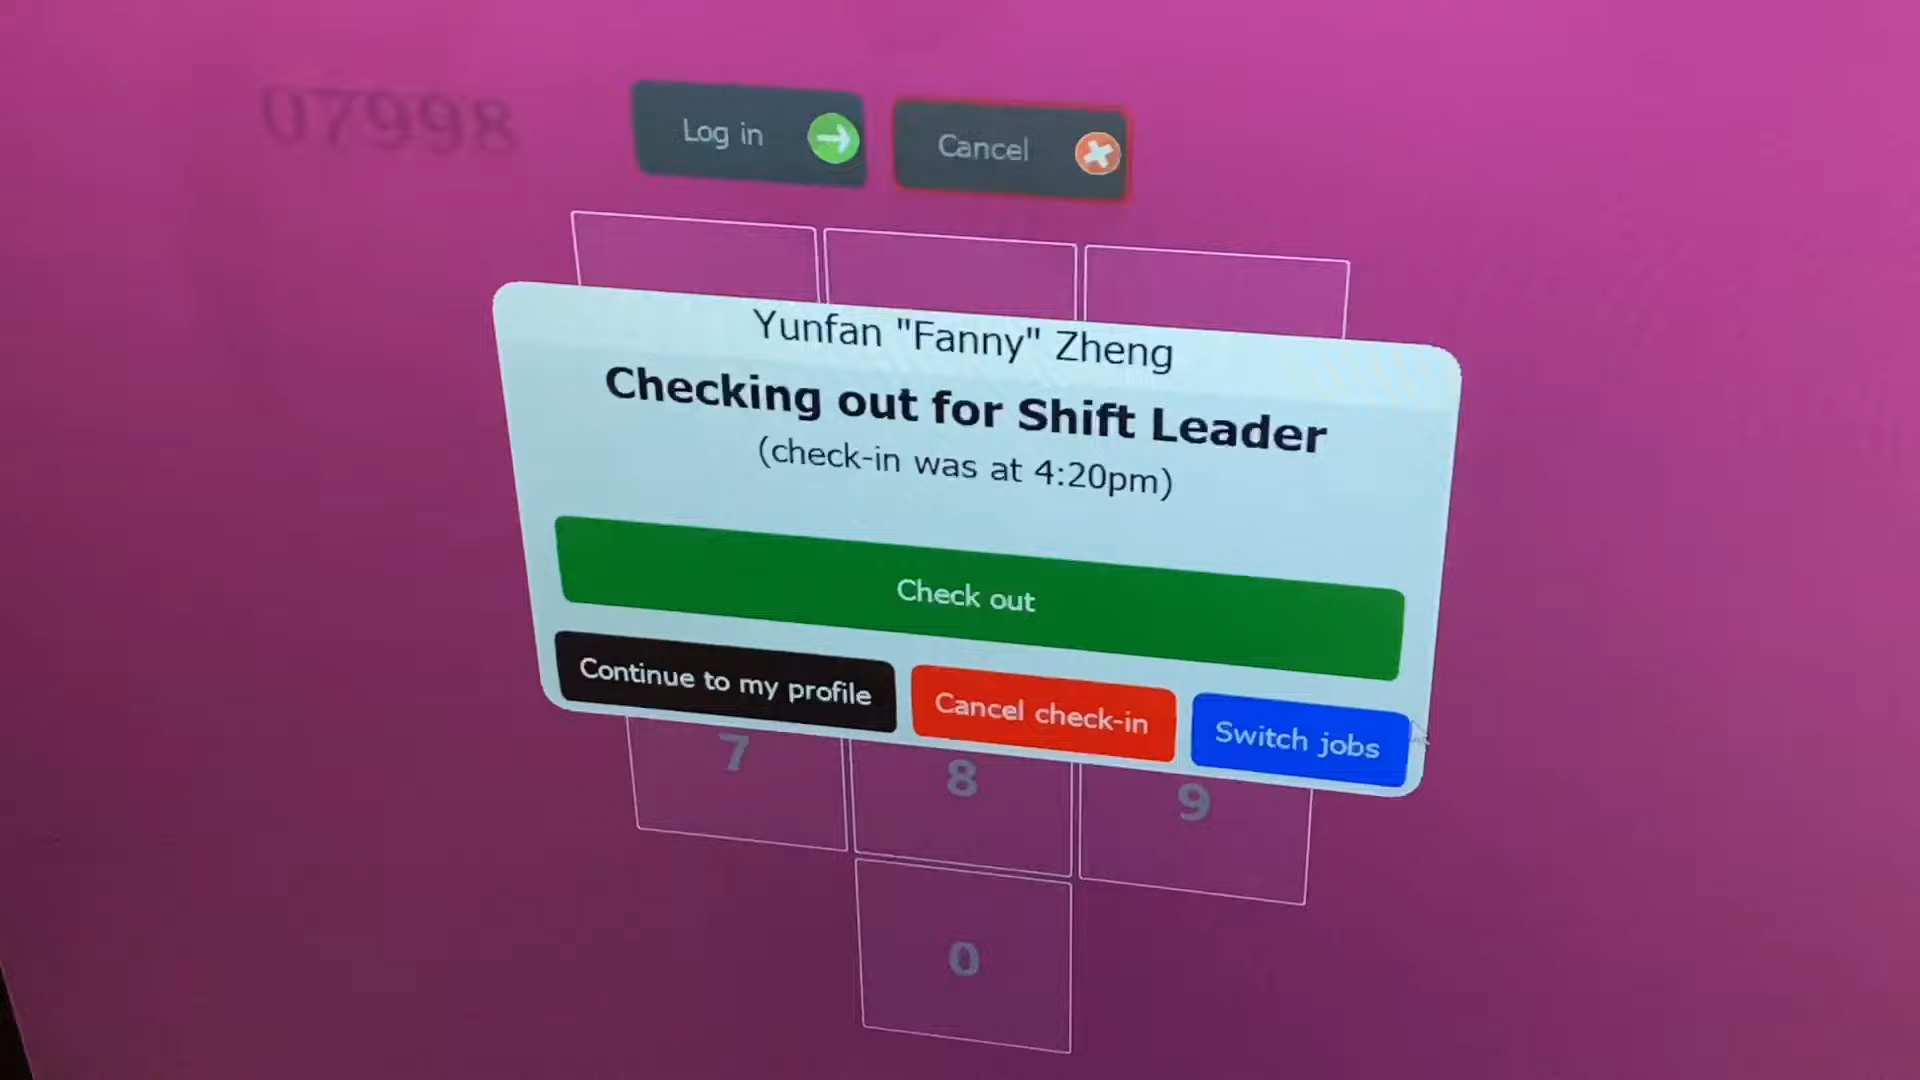 07998
Log in
Cancel
Yunfan "Fanny" Zheng
Checking out for Shift Leader
(check-in was at 4:20pm)
Check out
Continue to my profile
Cancel check-in
Switch jobs
7
8
9
0